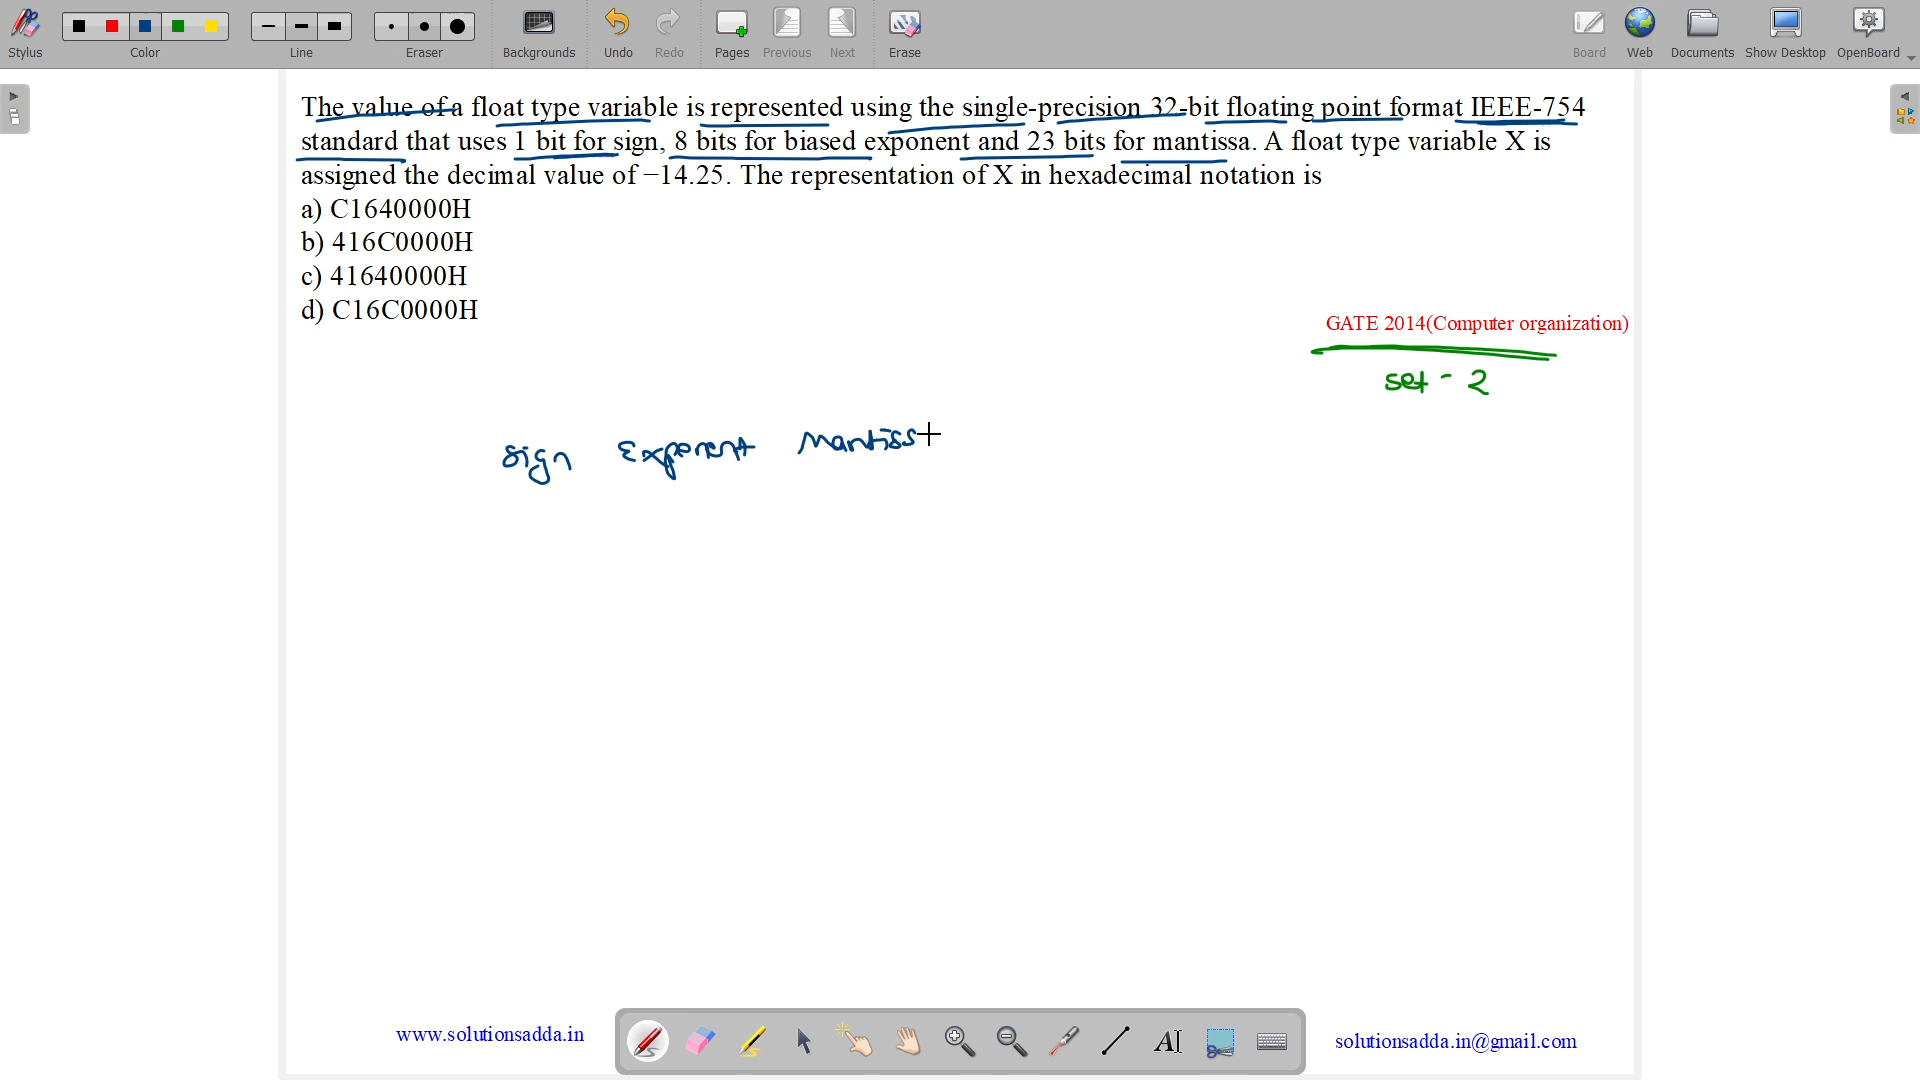 Stylus
Color
Line
Eraser
Backgrounds
Undo
Redo
Pages
Previous
Next
Erase
Board
Web
Documents
Show Desktop
OpenBoard
The value of a float type variable is represented using the single-precision 32-bit floating point format IEEE-754
standard that uses 1 bit for sign, 8 bits for biased exponent and 23 bits for mantissa. A float type variable X is
assigned the decimal value of −14.25. The representation of X in hexadecimal notation is
a) C1640000H
b) 416C0000H
c) 41640000H
d) C16C0000H
GATE 2014(Computer organization)
set - 2
sign Exponent Mantiss
www.solutionsadda.in
solutionsadda.in@gmail.com